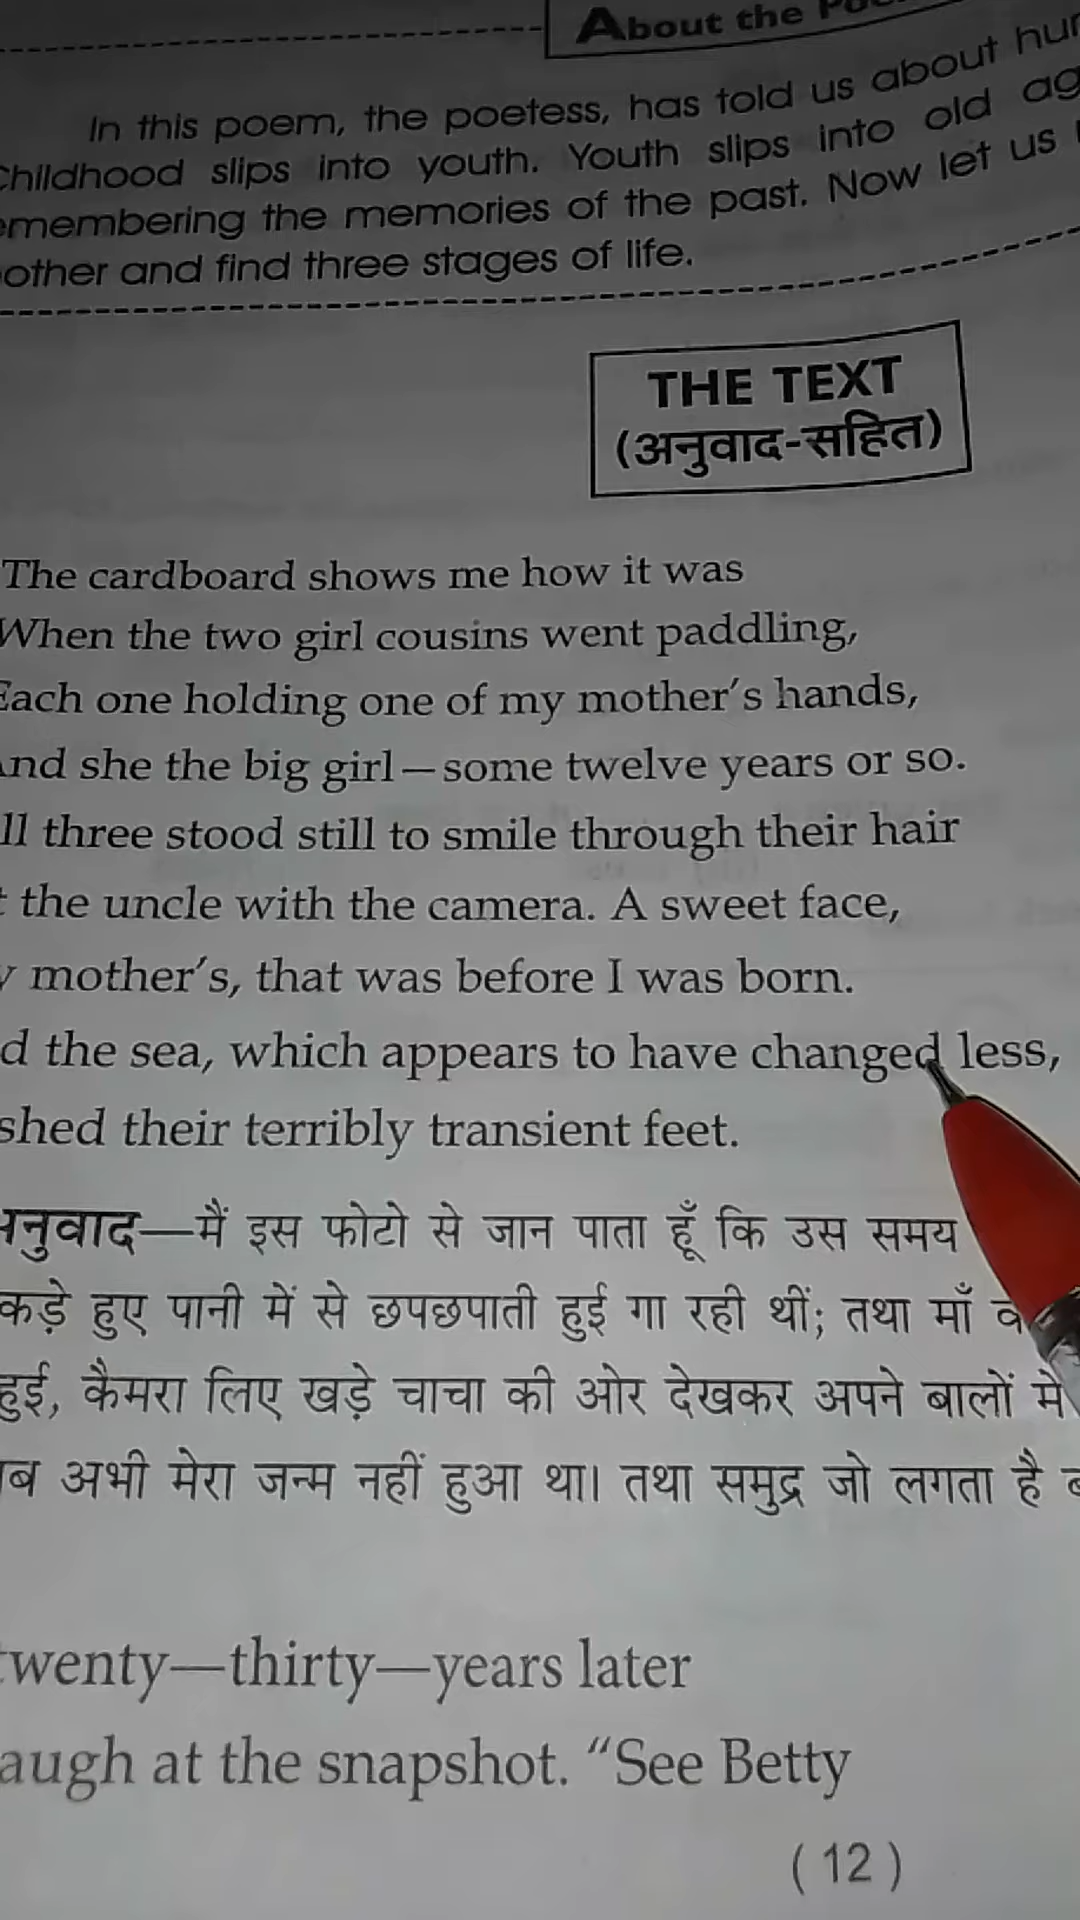 About the
In this poem, the poetess, has told us about
Childhood slips into youth. Youth slips into old
emembering the memories of the past. Now let us
other and find three stages of life.
THE TEXT
(अनुवाद-सहित)
The cardboard shows me how it was
When the two girl cousins went paddling,
Each one holding one of my mother's hands,
And she the big girl—some twelve years or so.
ll three stood still to smile through their hair
the uncle with the camera. A sweet face,
mother's, that was before I was born.
d the sea, which appears to have changed less,
shed their terribly transient feet.
अनुवाद—मैं इस फोटो से जान पाता हूँ कि उस समय
कड़े हुए पानी में से छपछपाती हुई गा रही थीं; तथा माँ
हुई, कैमरा लिए खड़े चाचा की ओर देखकर अपने बालों में
अभी मेरा जन्म नहीं हुआ था। तथा समुद्र जो लगता है
twenty—thirty—years later
augh at the snapshot. "See Betty
(12)